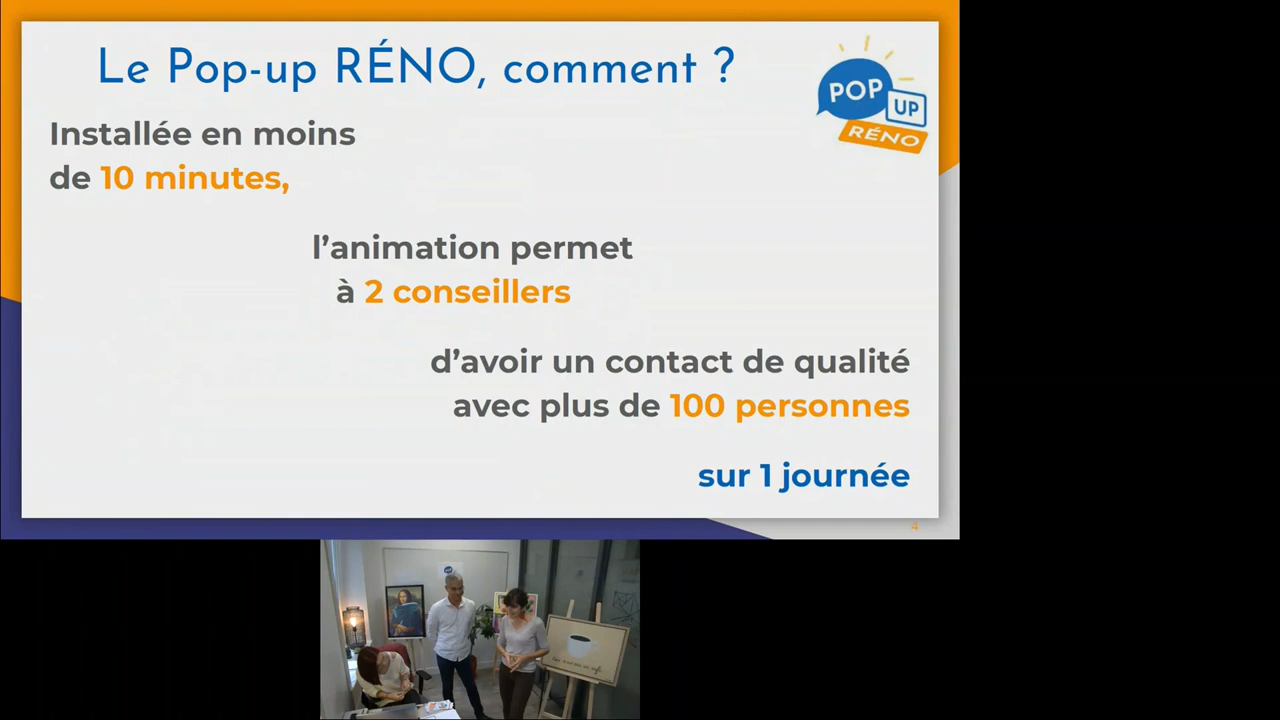 Le Pop-up RÉNO, comment ?
POP
UP
RÉNO
Installée en moins
de 10 minutes,
l’animation permet
à 2 conseillers
d’avoir un contact de qualité
avec plus de 100 personnes
sur 1 journée
4